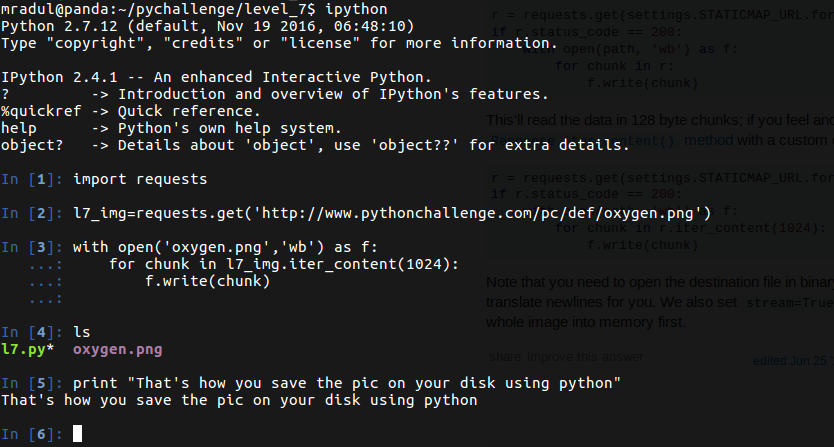 mradul@panda:~/pychallenge/level_7$ ipython
Python 2.7.12 (default, Nov 19 2016, 06:48:10)
Type "copyright", "credits" or "license" for more information.
IPython 2.4.1 -- An enhanced Interactive Python.
?         -> Introduction and overview of IPython's features.
%quickref -> Quick reference.
help      -> Python's own help system.
object?   -> Details about 'object', use 'object??' for extra details.
In [1]: import requests
In [2]: l7_img=requests.get('http://www.pythonchallenge.com/pc/def/oxygen.png')
In [3]: with open('oxygen.png','wb') as f:
   ...:     for chunk in l7_img.iter_content(1024):
   ...:         f.write(chunk)
   ...:
In [4]: ls
l7.py*  oxygen.png
In [5]: print "That's how you save the pic on your disk using python"
That's how you save the pic on your disk using python
In [6]:
r = requests.get(settings.STATICMAP_URL.for
if r.status_code == 200:
    with open(path, 'wb') as f:
        for chunk in r:
            f.write(chunk)
This'll read the data in 128 byte chunks; if you feel and
method with a custom
r = requests.get(settings.STATICMAP_URL.for
if r.status_code == 200:
f:
        for chunk in r.iter_content(1024):
            f.write(chunk)
Note that you need to open the destination file in binar
translate newlines for you. We also set stream=True
whole image into memory first.
share improve this answer
edited Jun 25